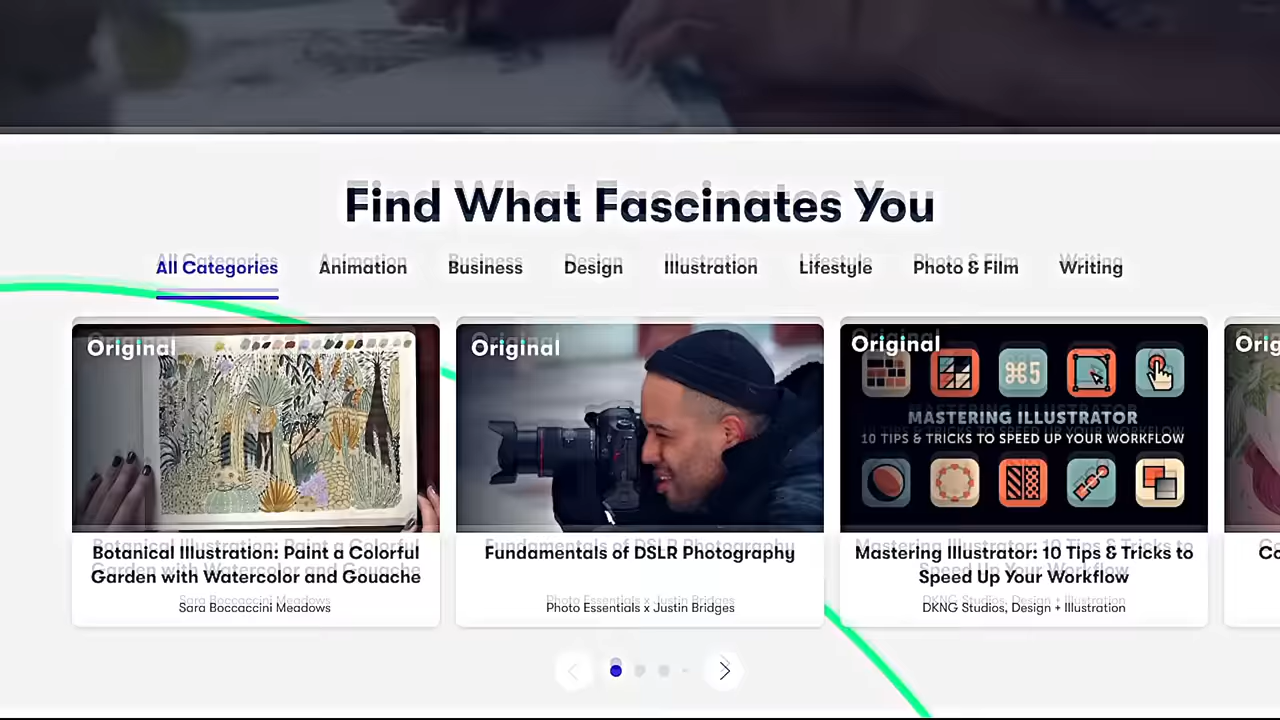 Find What Fascinates You
All Categories Animation Business Design Illustration Lifestyle Photo & Film Writing
Original
Botanical Illustration: Paint a Colorful
Garden with Watercolor and Gouache
Sara Boccaccini Meadows
Original
Fundamentals of DSLR Photography
Photo Essentials x Justin Bridges
Original
⌘5
MASTERING ILLUSTRATOR
10 TIPS & TRICKS TO SPEED UP YOUR WORKFLOW
Mastering Illustrator: 10 Tips & Tricks to
Speed Up Your Workflow
DKNG Studios, Design + Illustration
Orig
Co